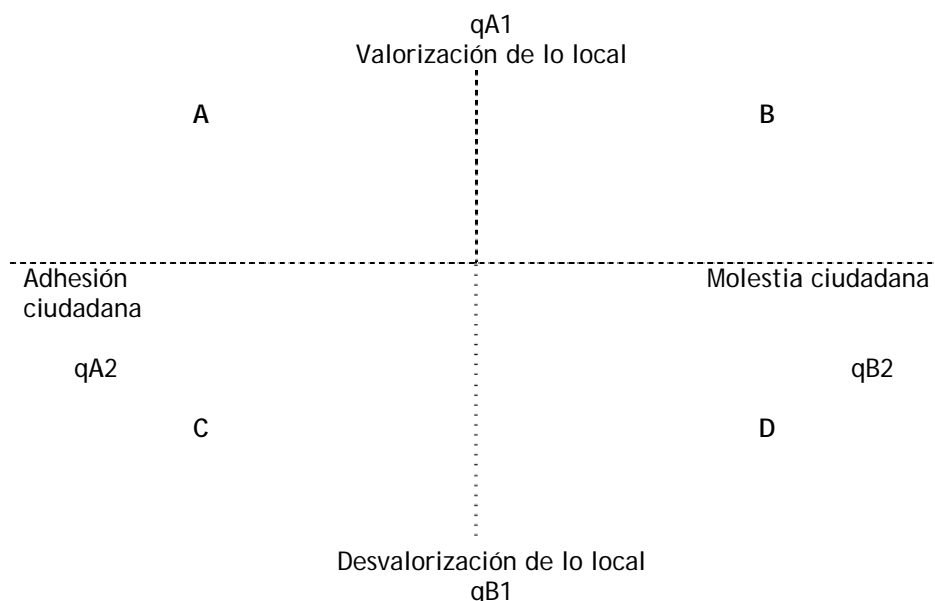 qA1
Valorización de lo local
A
B
Adhesión
ciudadana
Molestia ciudadana
qA2
qB2
C
D
Desvalorización de lo local
qB1